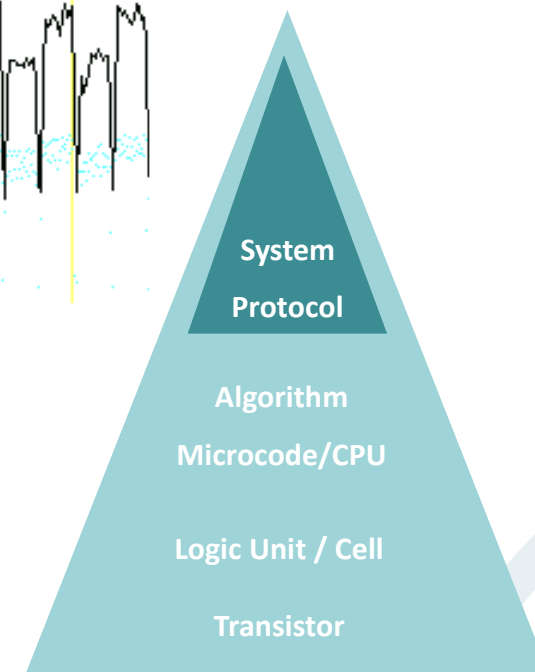 System
Protocol
Algorithm
Microcode/CPU
Logic Unit / Cell
Transistor